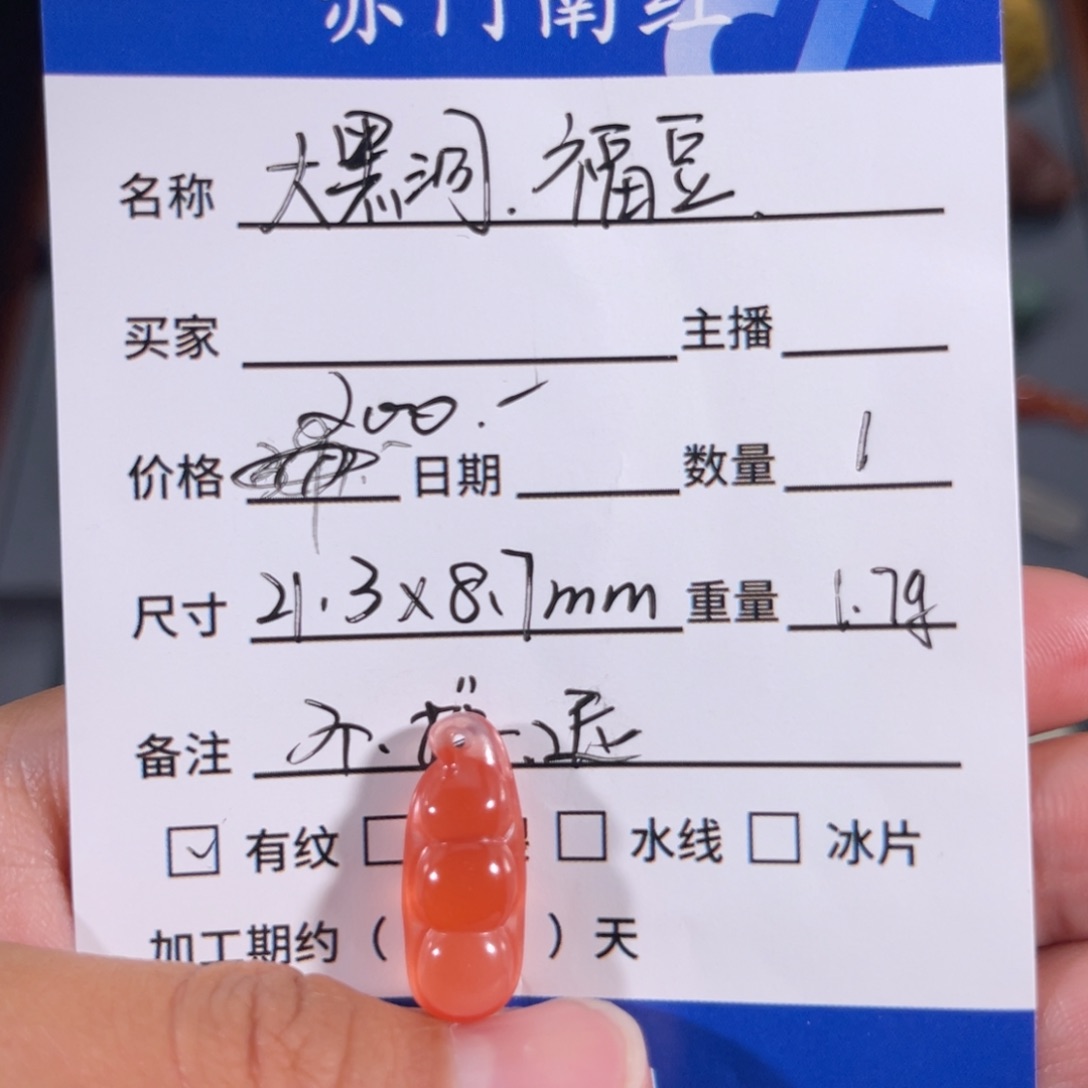 南红
名称 大黑洞.福豆.
买家 主播
价格 200.- 日期 数量 1
尺寸 21.3x8.7mm 重量 1.7g
备注
☑ 有纹 □ □ 水线 □ 冰片
加工期约（ ）天